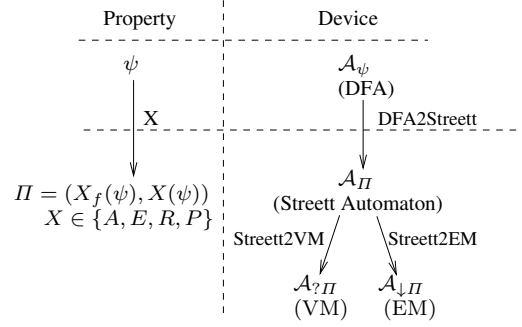 Property Device
ψ 𝒜_ψ
(DFA)
X DFA2Streett
Π = (X_f(ψ), X(ψ)) 𝒜_Π
X ∈ {A, E, R, P} (Streett Automaton)
Streett2VM Streett2EM
𝒜_?Π 𝒜_↓Π
(VM) (EM)